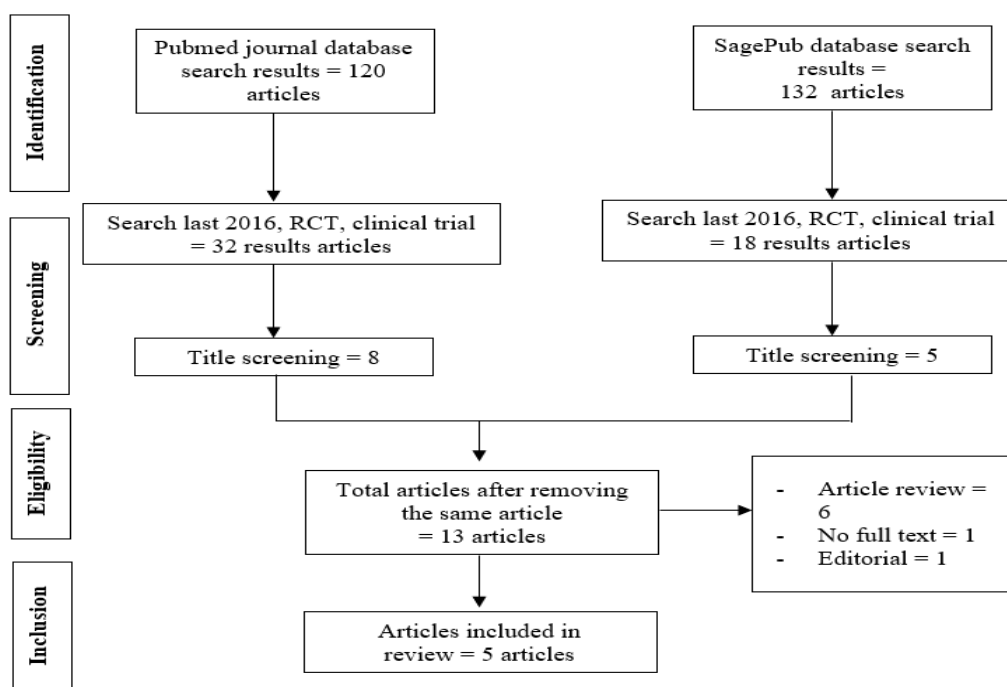 Identification
Pubmed journal database
search results = 120
articles
SagePub database search
results =
132 articles
Screening
Search last 2016, RCT, clinical trial
= 32 results articles
Search last 2016, RCT, clinical trial
= 18 results articles
Title screening = 8
Title screening = 5
Eligibility
Total articles after removing
the same article
= 13 articles
- Article review =
6
- No full text = 1
- Editorial = 1
Inclusion
Articles included in
review = 5 articles